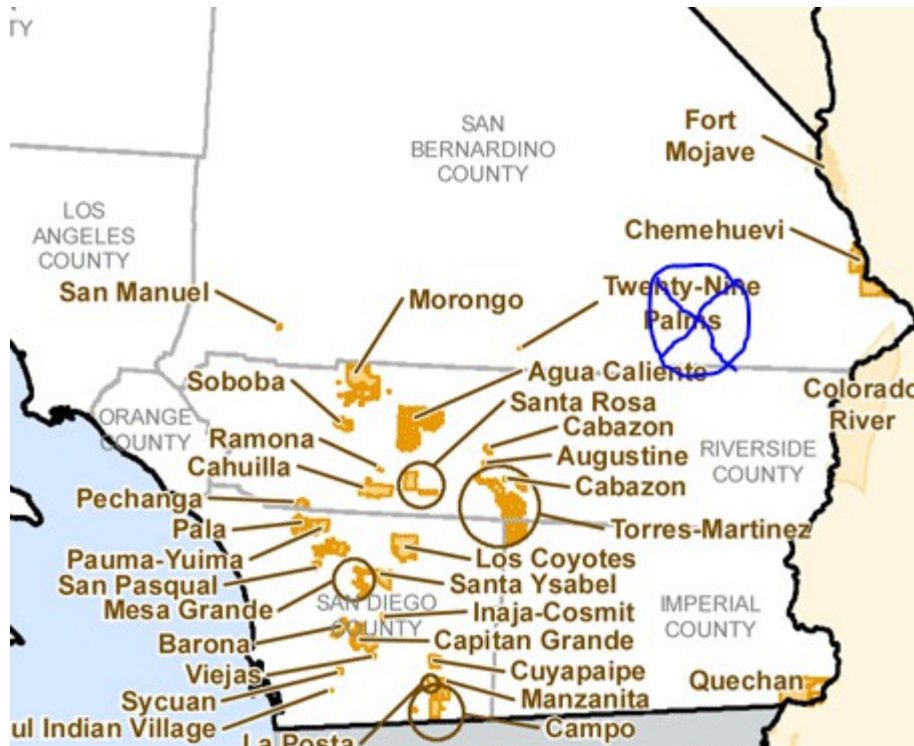 TY
SAN
BERNARDINO
COUNTY
Fort
Mojave
LOS
ANGELES
COUNTY
Chemehuevi
San Manuel
Morongo
Twenty-Nine
Palms
Soboba
Agua Caliente
Colorado
River
ORANGE
COUNTY
Santa Rosa
Ramona
Cabazon
RIVERSIDE
COUNTY
Cahuilla
Augustine
Pechanga
Cabazon
Pala
Torres-Martinez
Pauma-Yuima
Los Coyotes
San Pasqual
Santa Ysabel
Mesa Grande
SAN DIEGO
COUNTY
Inaja-Cosmit
IMPERIAL
COUNTY
Barona
Capitan Grande
Viejas
Cuyapaipe
Quechan
Sycuan
Manzanita
ul Indian Village
Campo
La Posta